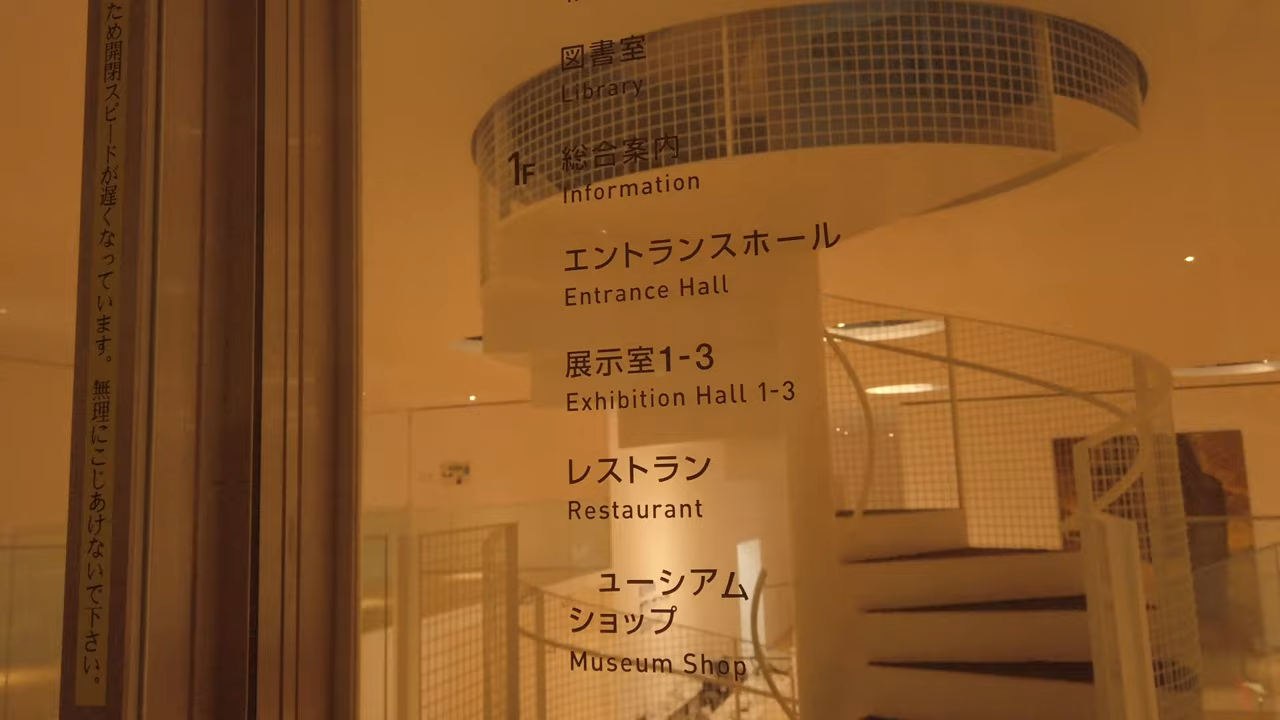 ため開閉スピードが遅くなっています。無理にこじあけないで下さい。
図書室
Library
1F 総合案内
Information
エントランスホール
Entrance Hall
展示室1-3
Exhibition Hall 1-3
レストラン
Restaurant
ューシアム
ショップ
Museum Shop